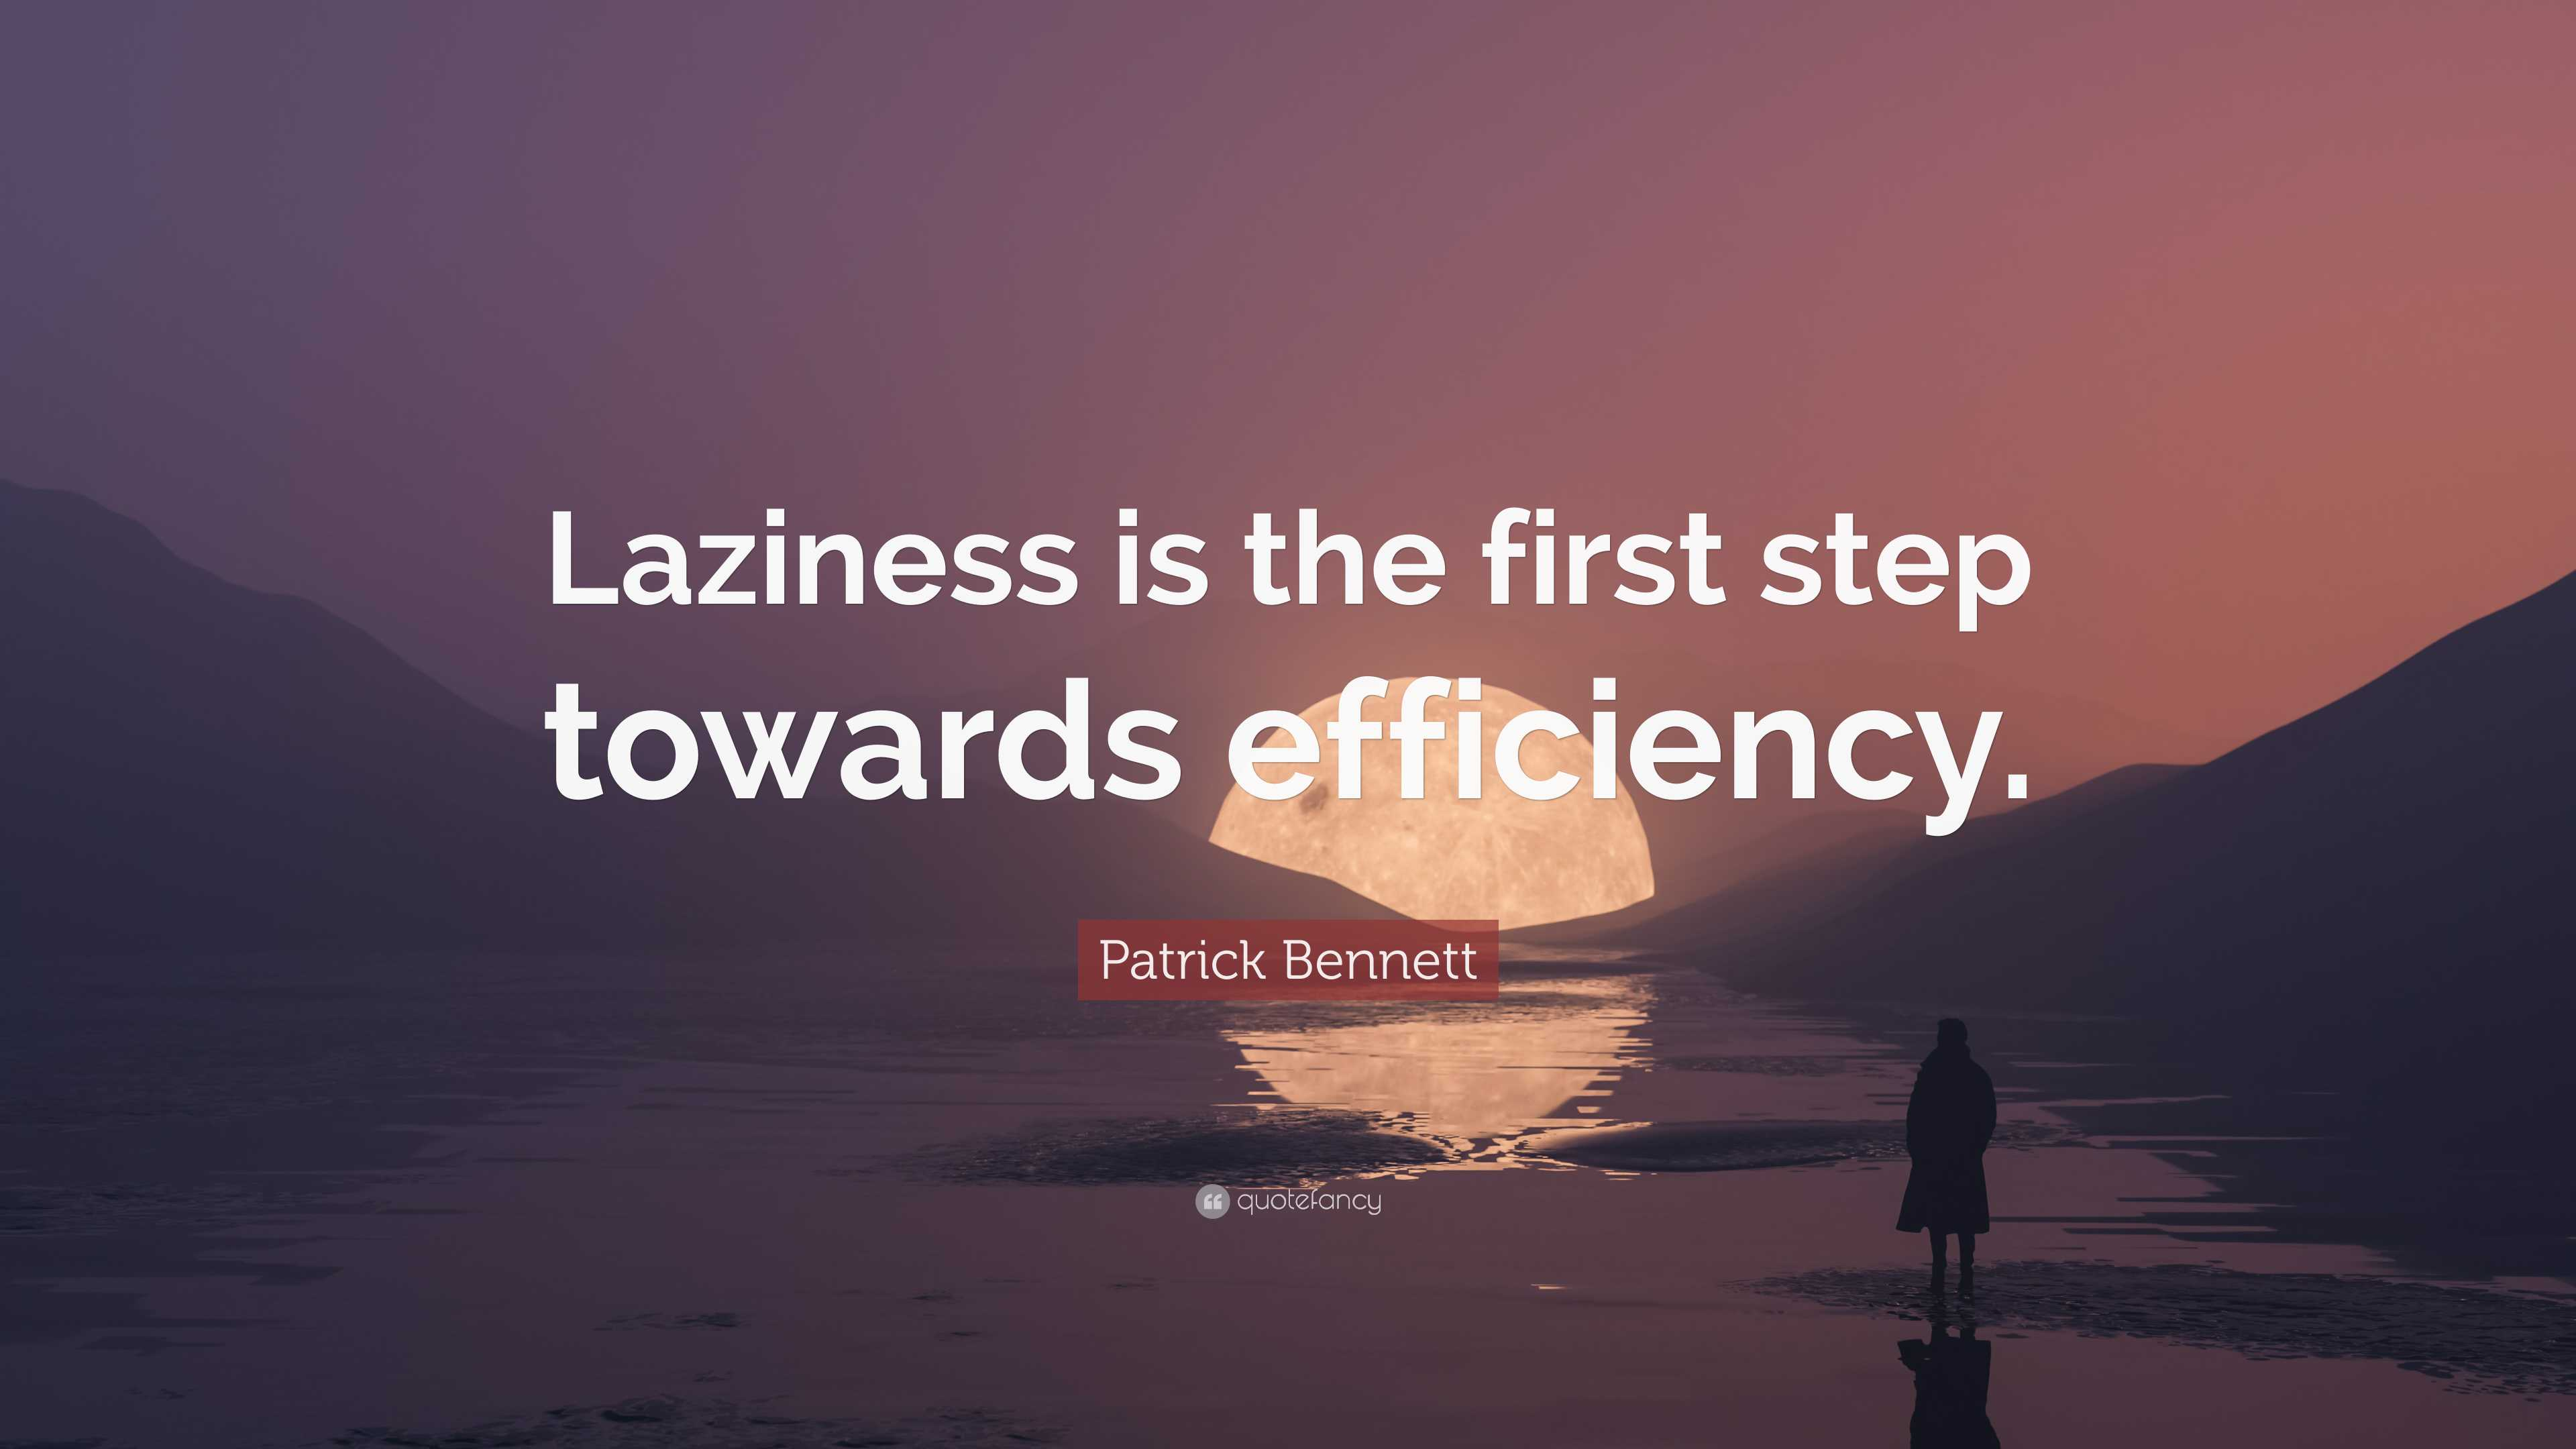 Laziness is the first step
towards efficiency.
Patrick Bennett
quotefancy